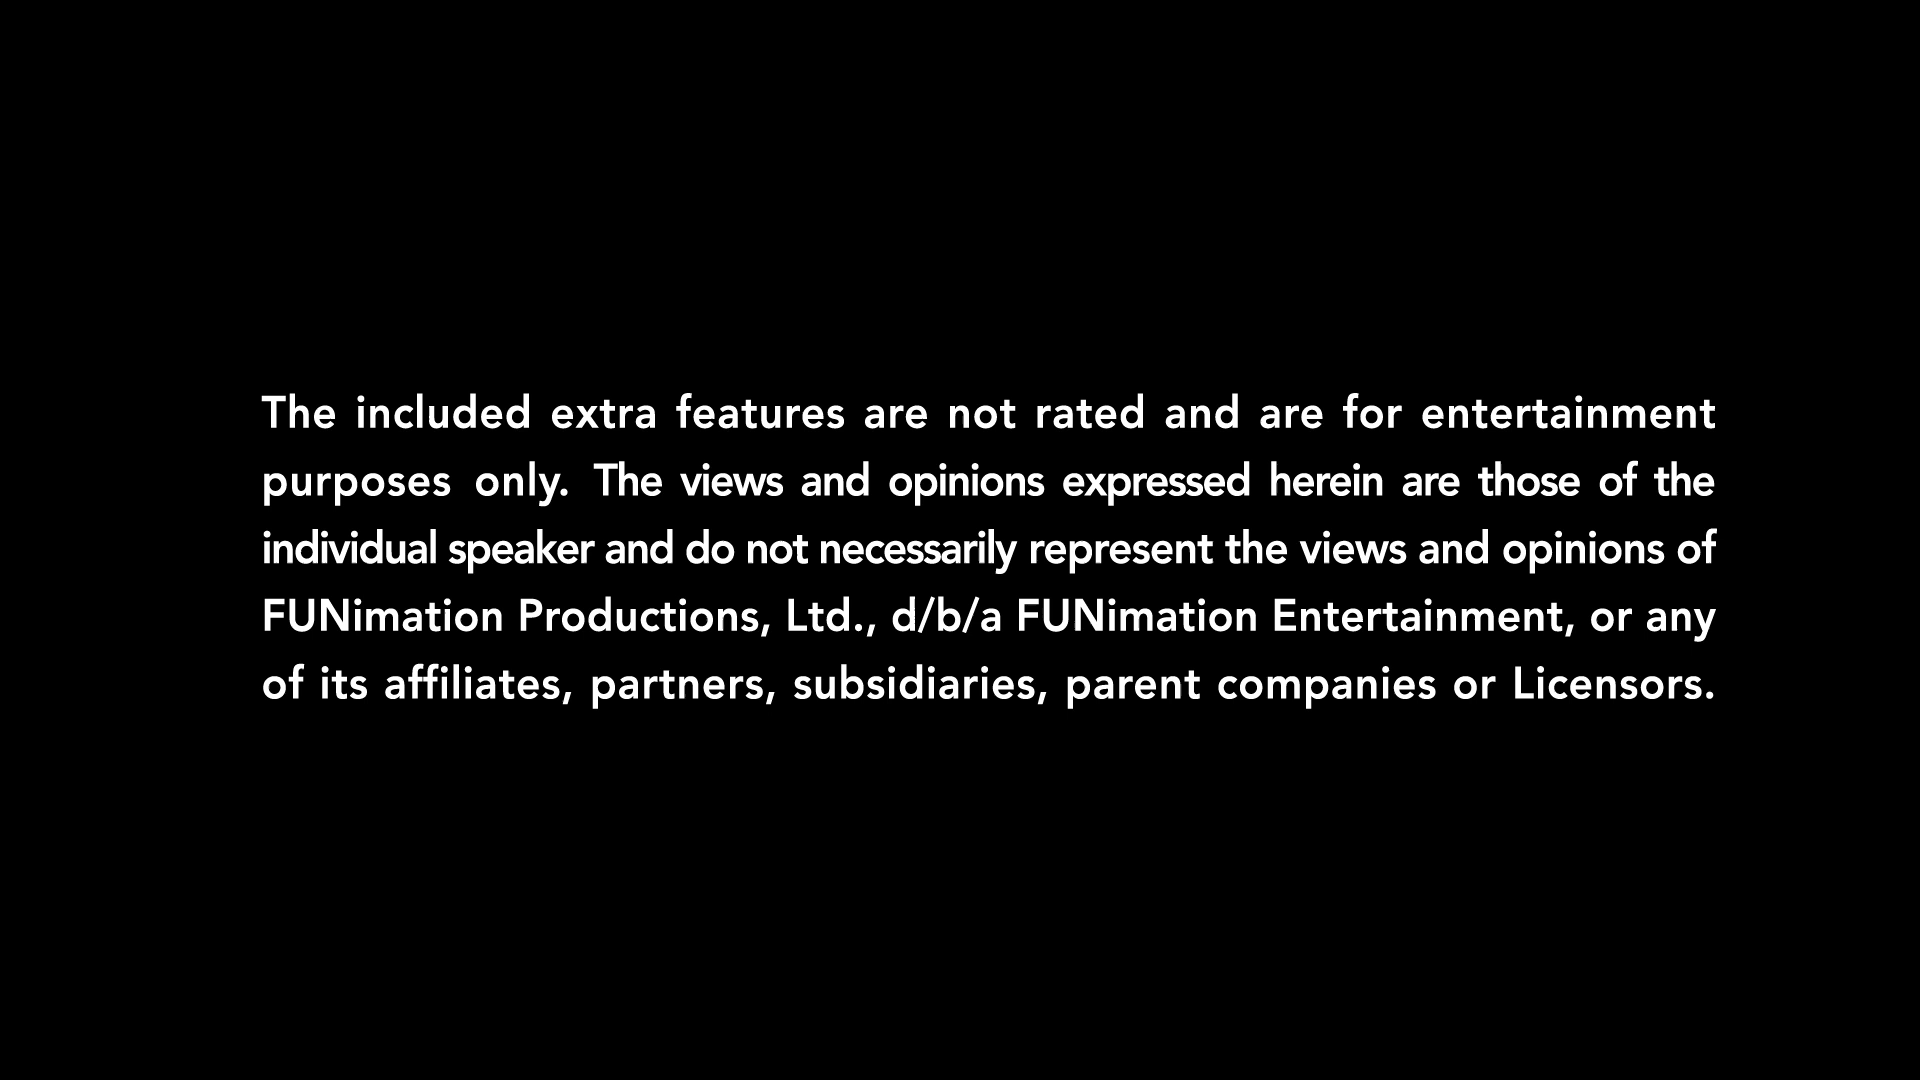 The included extra features are not rated and are for entertainment
purposes only. The views and opinions expressed herein are those of the
individual speaker and do not necessarily represent the views and opinions of
FUNimation Productions, Ltd., d/b/a FUNimation Entertainment, or any
of its affiliates, partners, subsidiaries, parent companies or Licensors.